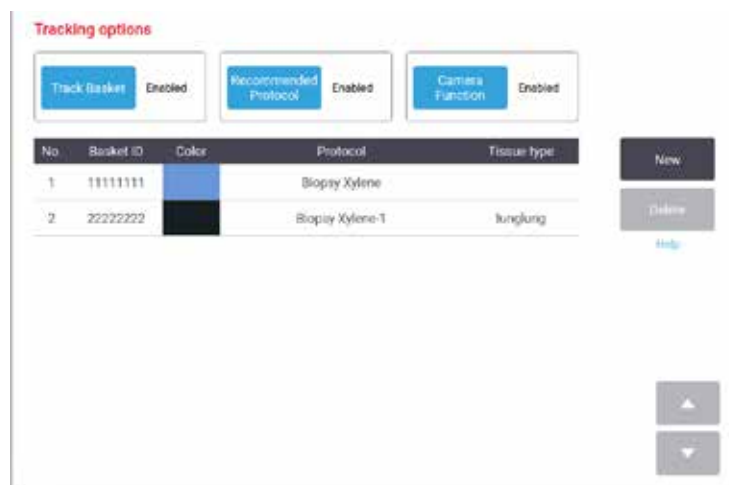 Tracking options
Track Basket Enabled
Recommended Protocol Enabled
Camera Function Enabled
No. Basket ID Color Protocol Tissue type
1 11111111 Biopsy Xylene
2 22222222 Biopsy Xylene-1 lunglung
New
Delete
Help